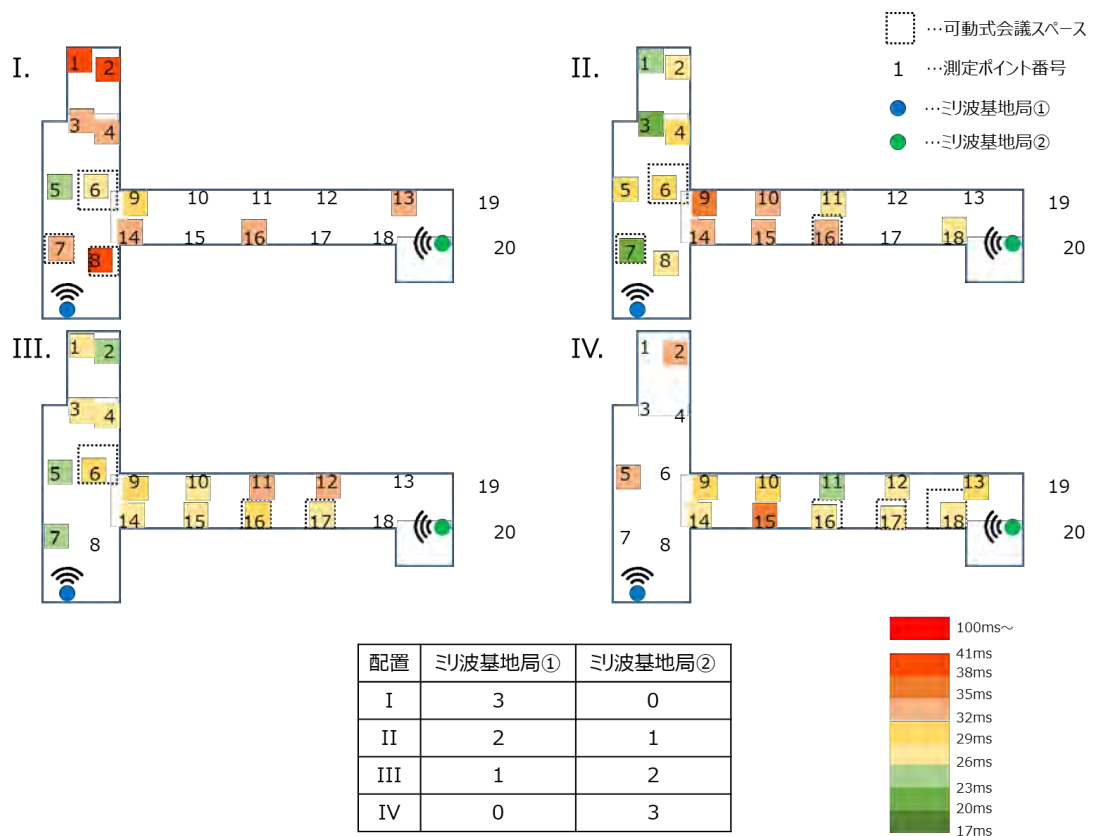 …可動式会議スペース
1 …測定ポイント番号
…ミリ波基地局①
…ミリ波基地局②
I.
1 2
3 4
5 6
7 8
9 10 11 12 13
14 15 16 17 18
19
20
II.
1 2
3 4
5 6
7 8
9 10 11 12 13
14 15 16 17 18
19
20
III.
1 2
3 4
5 6
7 8
9 10 11 12 13
14 15 16 17 18
19
20
IV.
1 2
3 4
5 6
7 8
9 10 11 12 13
14 15 16 17 18
19
20
配置 ミリ波基地局① ミリ波基地局②
I 3 0
II 2 1
III 1 2
IV 0 3
100ms～
41ms
38ms
35ms
32ms
29ms
26ms
23ms
20ms
17ms